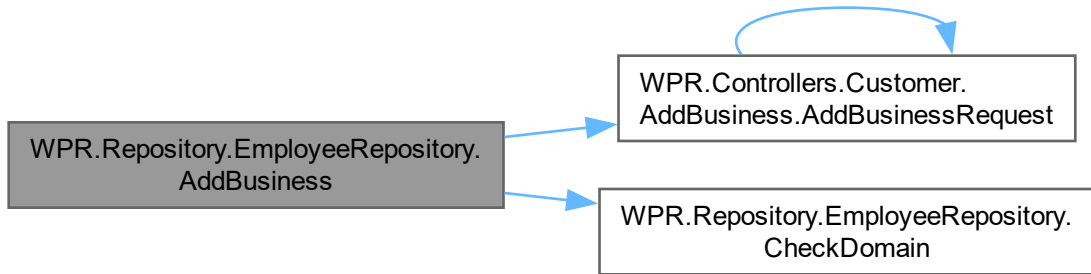 WPR.Repository.EmployeeRepository.
AddBusiness
WPR.Controllers.Customer.
AddBusiness.AddBusinessRequest
WPR.Repository.EmployeeRepository.
CheckDomain